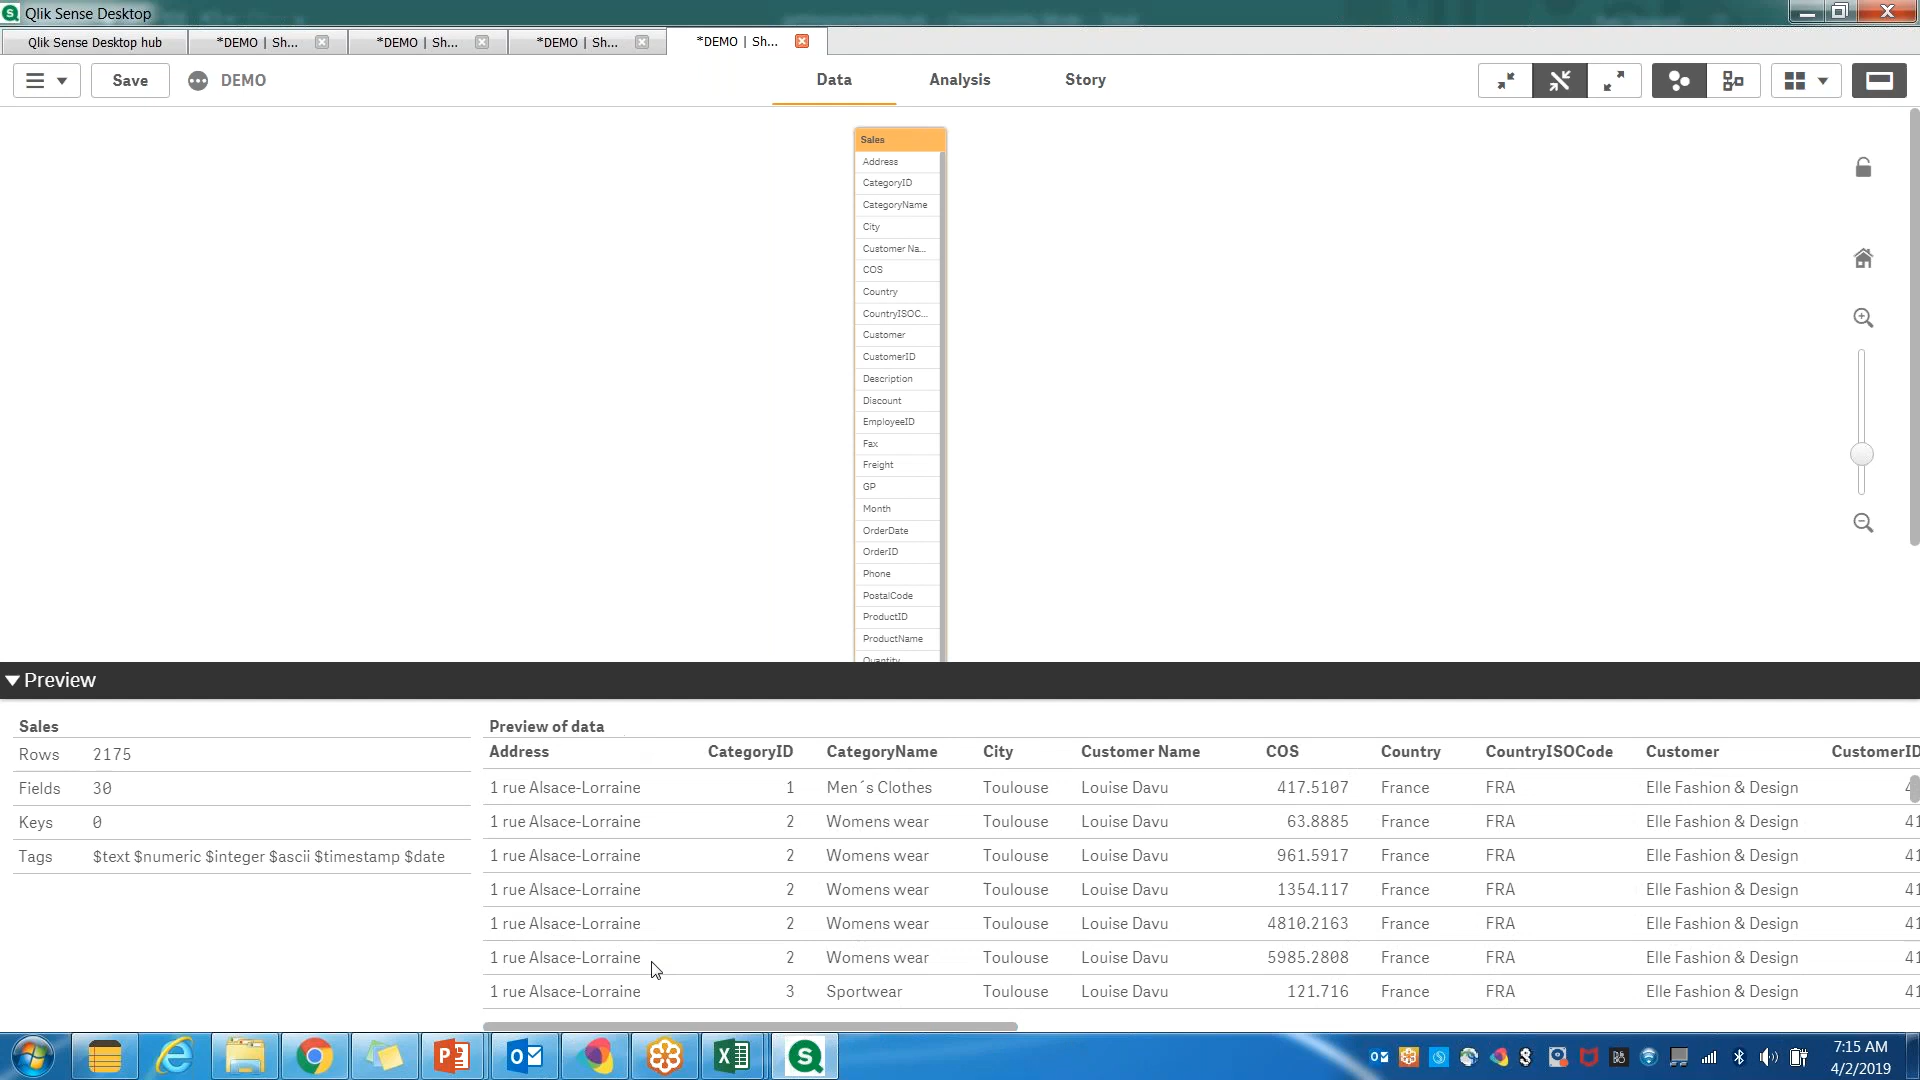 Qlik Sense Desktop
Qlik Sense Desktop hub
*DEMO | Sh...
*DEMO | Sh...
*DEMO | Sh...
*DEMO | Sh...
Save
DEMO
Data
Analysis
Story
Sales
Address
CategoryID
CategoryName
City
Customer Na...
COS
Country
CountryISOC...
Customer
CustomerID
Description
Discount
EmployeeID
Fax
Freight
GP
Month
OrderDate
OrderID
Phone
PostalCode
ProductID
ProductName
Quantity
Preview
Sales
Rows 2175
Fields 30
Keys 0
Tags $text $numeric $integer $ascii $timestamp $date
Preview of data
Address CategoryID CategoryName City Customer Name COS Country CountryISOCode Customer CustomerID
1 rue Alsace-Lorraine 1 Men´s Clothes Toulouse Louise Davu 417.5107 France FRA Elle Fashion & Design 4
1 rue Alsace-Lorraine 2 Womens wear Toulouse Louise Davu 63.8885 France FRA Elle Fashion & Design 41
1 rue Alsace-Lorraine 2 Womens wear Toulouse Louise Davu 961.5917 France FRA Elle Fashion & Design 41
1 rue Alsace-Lorraine 2 Womens wear Toulouse Louise Davu 1354.117 France FRA Elle Fashion & Design 41
1 rue Alsace-Lorraine 2 Womens wear Toulouse Louise Davu 4810.2163 France FRA Elle Fashion & Design 41
1 rue Alsace-Lorraine 2 Womens wear Toulouse Louise Davu 5985.2808 France FRA Elle Fashion & Design 41
1 rue Alsace-Lorraine 3 Sportwear Toulouse Louise Davu 121.716 France FRA Elle Fashion & Design 41
7:15 AM
4/2/2019